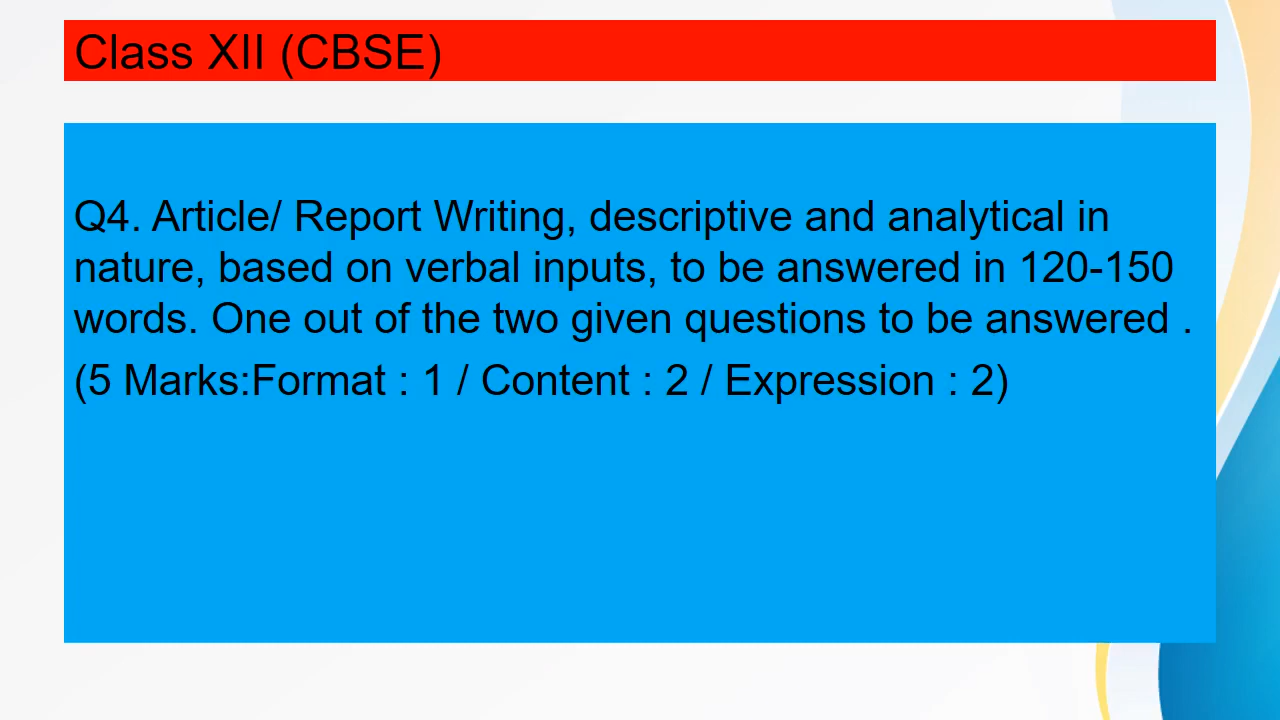 Class XII (CBSE)
Q4. Article/ Report Writing, descriptive and analytical in
nature, based on verbal inputs, to be answered in 120-150
words. One out of the two given questions to be answered .
(5 Marks:Format : 1 / Content : 2 / Expression : 2)